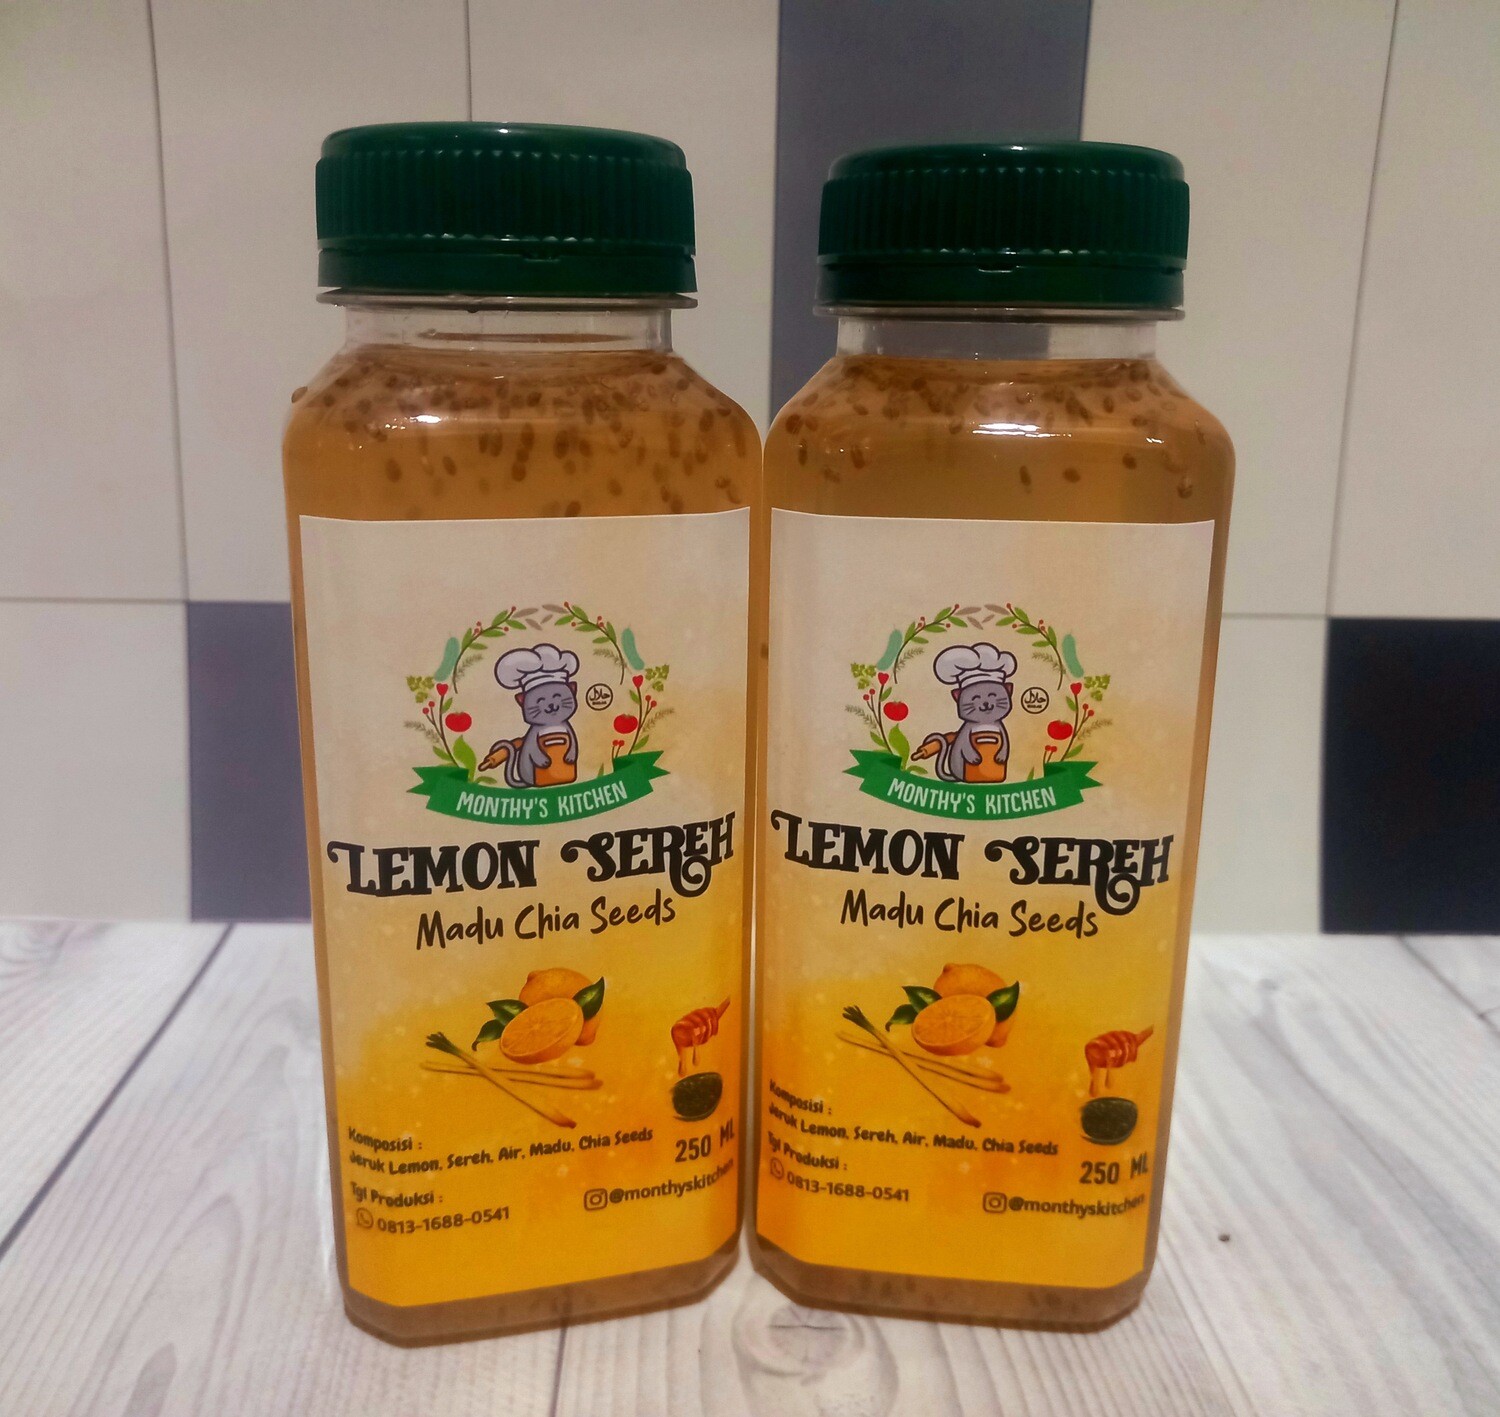 حلال
MONTHY'S KITCHEN
LEMON SEREH
Madu Chia Seeds
Komposisi :
Jeruk Lemon, Sereh, Air, Madu, Chia Seeds
250 ML
Tgl Produksi :
0813-1688-0541
@monthyskitchen
حلال
MONTHY'S KITCHEN
LEMON SEREH
Madu Chia Seeds
Komposisi :
Jeruk Lemon, Sereh, Air, Madu, Chia Seeds
250 ML
Tgl Produksi :
0813-1688-0541
@monthyskitchen